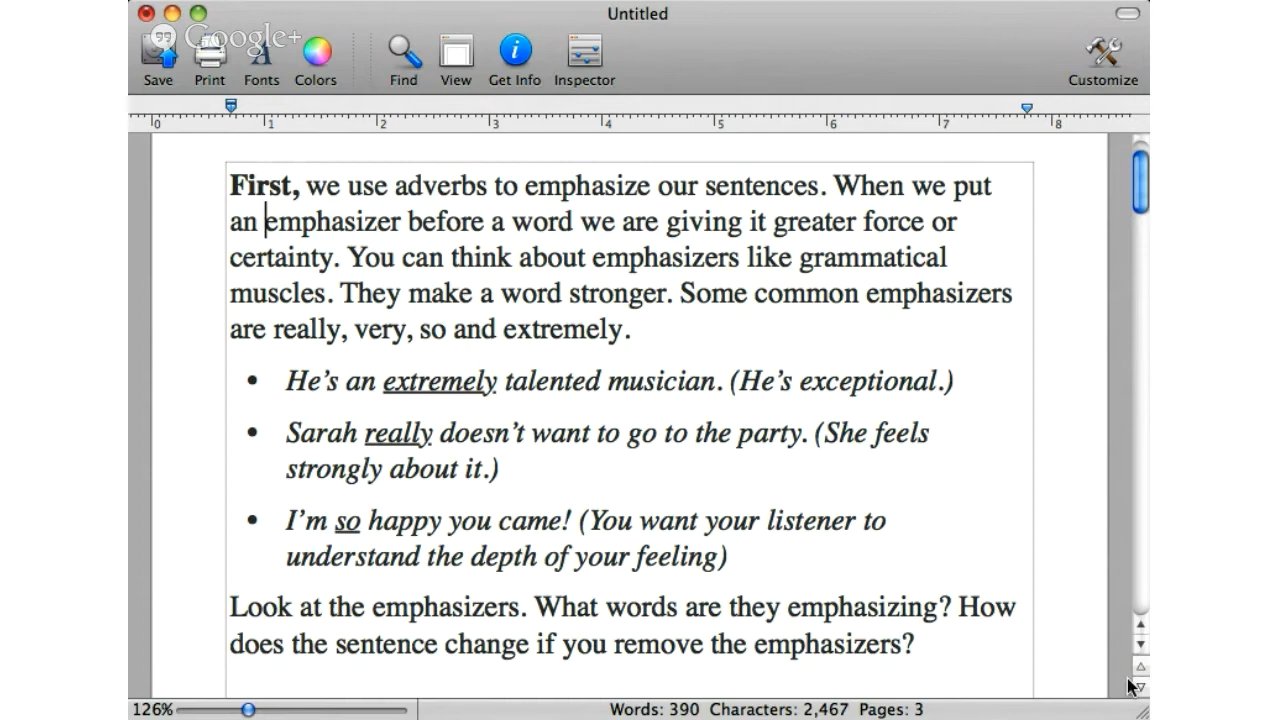 Untitled
Google+
Save Print Fonts Colors Find View Get Info Inspector Customize
0 1 2 3 4 5 6 7 8
First, we use adverbs to emphasize our sentences. When we put
an emphasizer before a word we are giving it greater force or
certainty. You can think about emphasizers like grammatical
muscles. They make a word stronger. Some common emphasizers
are really, very, so and extremely.
• He’s an extremely talented musician. (He’s exceptional.)
• Sarah really doesn’t want to go to the party. (She feels
strongly about it.)
• I’m so happy you came! (You want your listener to
understand the depth of your feeling)
Look at the emphasizers. What words are they emphasizing? How
does the sentence change if you remove the emphasizers?
126% Words: 390 Characters: 2,467 Pages: 3